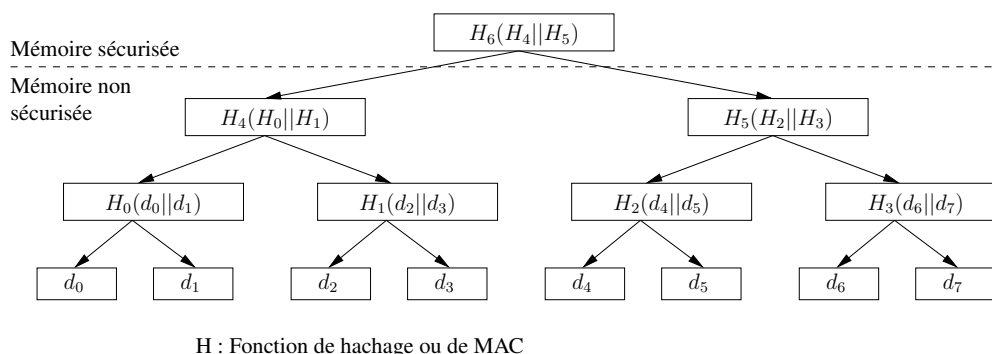 H₆(H₄||H₅)
Mémoire sécurisée
Mémoire non
sécurisée
H₄(H₀||H₁) H₅(H₂||H₃)
H₀(d₀||d₁) H₁(d₂||d₃) H₂(d₄||d₅) H₃(d₆||d₇)
d₀ d₁ d₂ d₃ d₄ d₅ d₆ d₇
H : Fonction de hachage ou de MAC